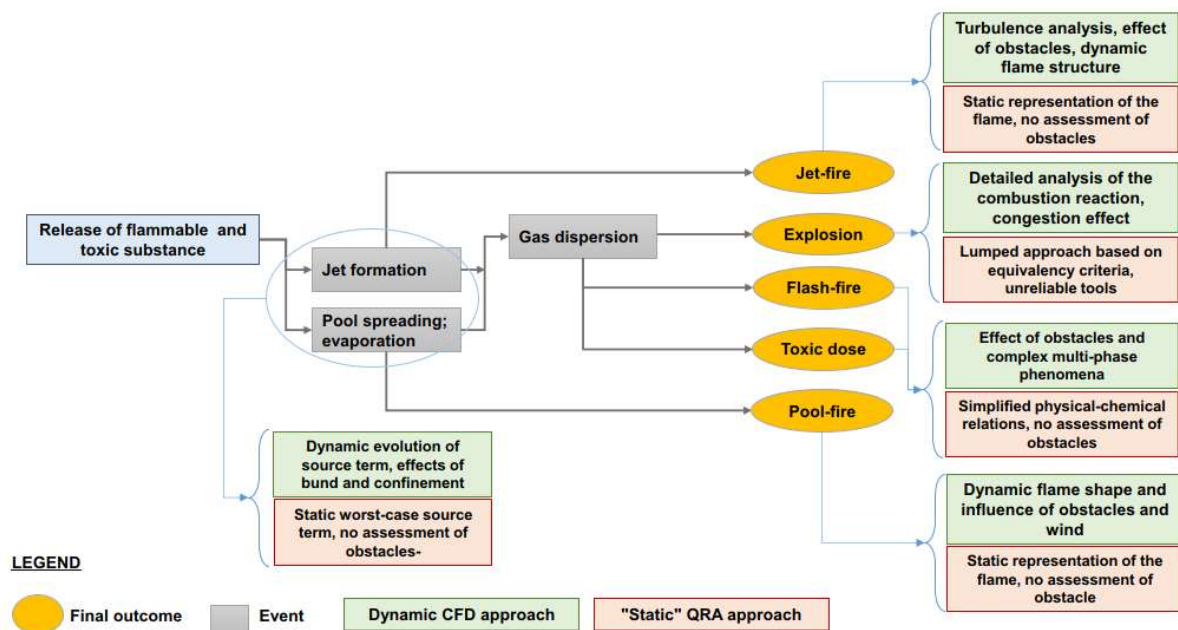 Turbulence analysis, effect
of obstacles, dynamic
flame structure
Static representation of the
flame, no assessment of
obstacles
Jet-fire
Detailed analysis of the
combustion reaction,
congestion effect
Release of flammable and
toxic substance
Gas dispersion
Explosion
Lumped approach based on
equivalency criteria,
unreliable tools
Jet formation
Flash-fire
Pool spreading;
evaporation
Toxic dose
Effect of obstacles and
complex multi-phase
phenomena
Simplified physical-chemical
relations, no assessment of
obstacles
Pool-fire
Dynamic evolution of
source term, effects of
bund and confinement
Static worst-case source
term, no assessment of
obstacles-
Dynamic flame shape and
influence of obstacles and
wind
Static representation of the
flame, no assessment of
obstacle
LEGEND
Final outcome
Event
Dynamic CFD approach
"Static" QRA approach